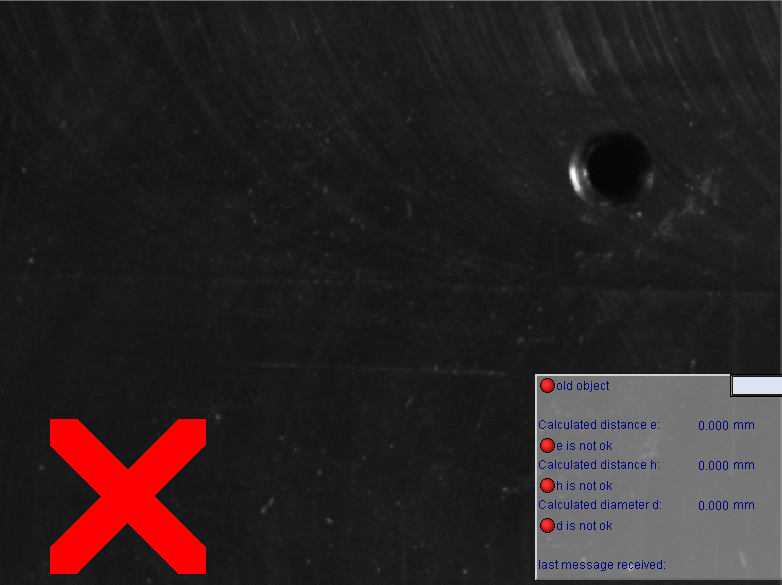 old object
Calculated distance e: 0.000 mm
e is not ok
Calculated distance h: 0.000 mm
h is not ok
Calculated diameter d: 0.000 mm
d is not ok
last message received: